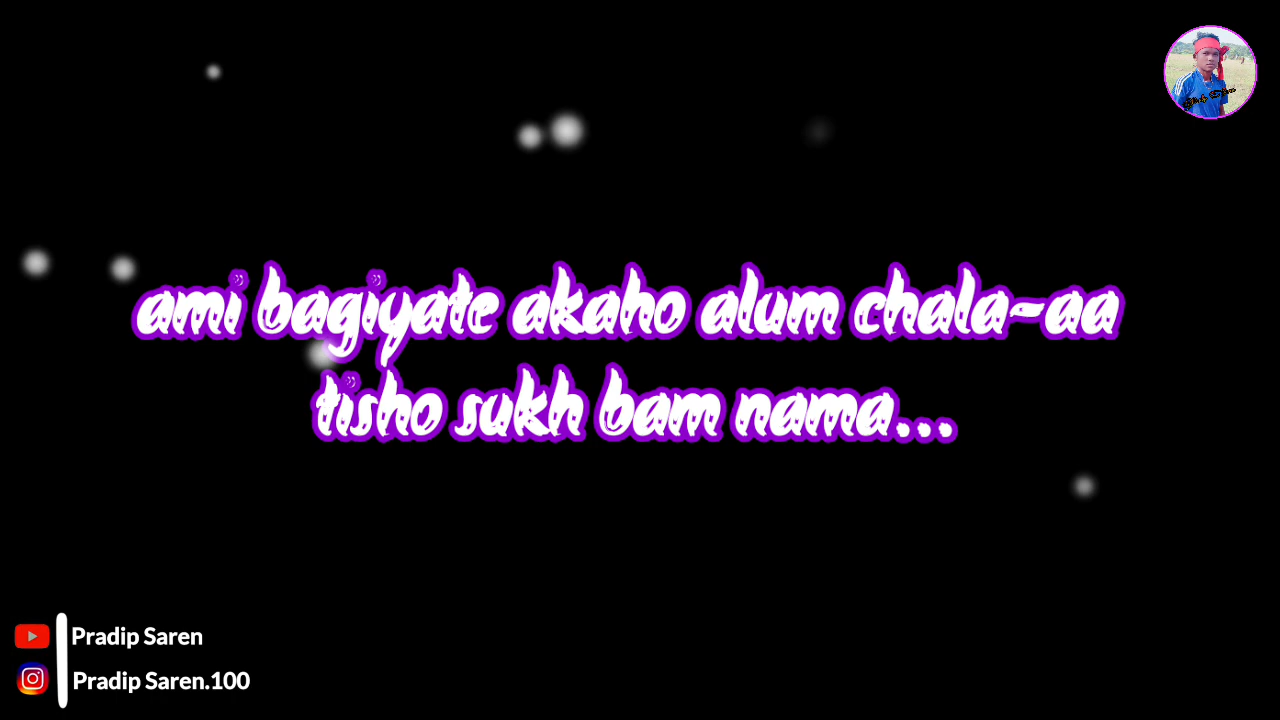 ami bagiyate akaho alum chala-aa
tisho sukh bam nama...
Pradip Saren
Pradip Saren.100